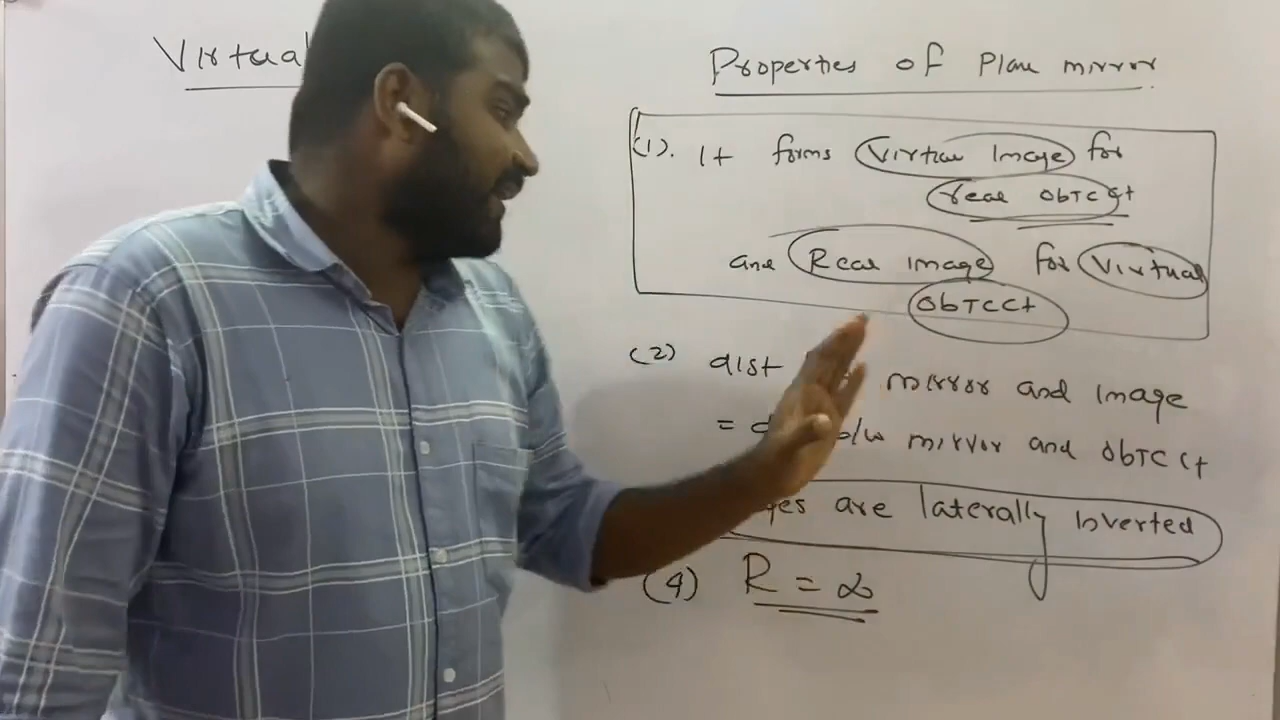 Virtual
Properties of Plane mirror
(1). It forms Virtual Image for
real Object
and Real image for Virtual
Object
(2) dist mirror and image
= b/w mirror and object
are laterally inverted
(4) R = ∞